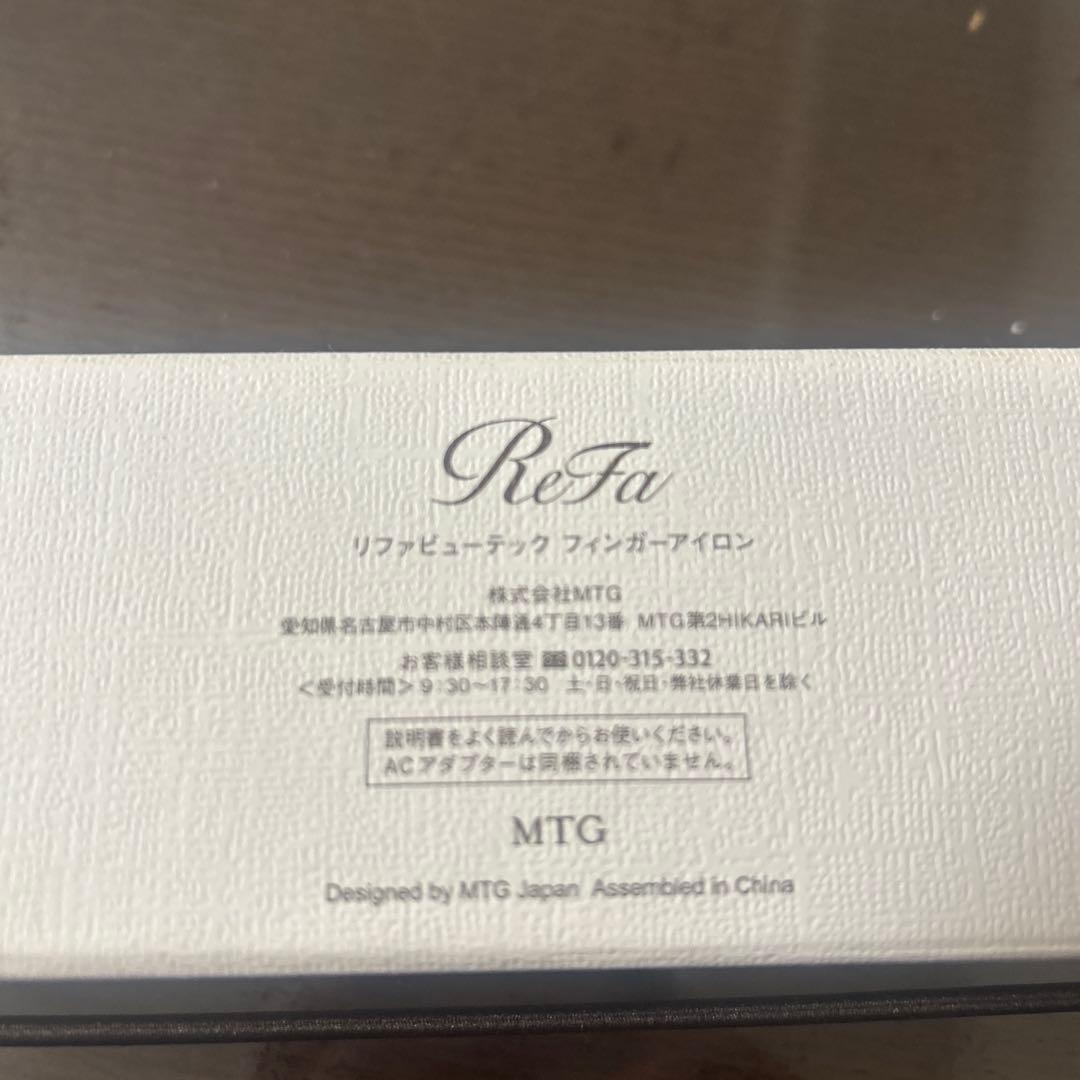 ReFa
リファビューテック フィンガーアイロン
株式会社MTG
愛知県名古屋市中村区本陣通4丁目13番 MTG第2HIKARIビル
お客様相談室 0120-315-332
<受付時間>9:30~17:30 土・日・祝日・弊社休業日を除く
説明書をよく読んでからお使いください。
ACアダプターは同梱されていません。
MTG
Designed by MTG Japan Assembled in China